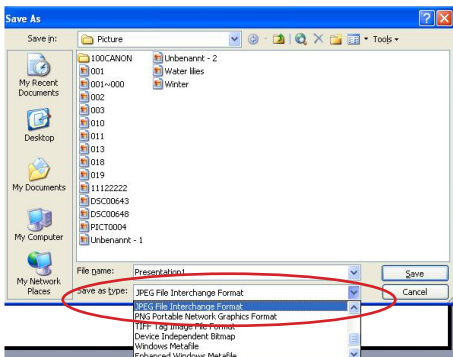 Save As
Save in:
Picture
Tools
My Recent
Documents
Desktop
My Documents
My Computer
My Network
Places
100CANON
001
001~000
002
003
010
011
013
018
019
11122222
DSC00643
DSC00648
PICT0004
Unbenannt - 1
Unbenannt - 2
Water lilies
Winter
File name:
Presentation1
Save
Save as type:
JPEG File Interchange Format
Cancel
JPEG File Interchange Format
PNG Portable Network Graphics Format
TIFF Tag Image File Format
Device Independent Bitmap
Windows Metafile
Enhanced Windows Metafile